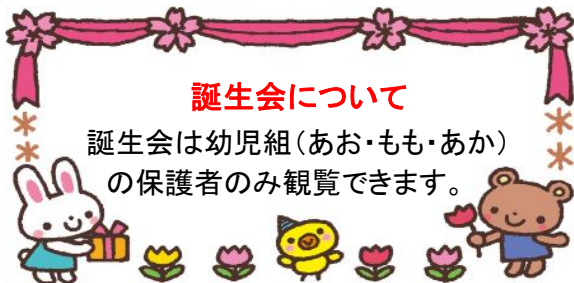 誕生会について
誕生会は幼児組（あお・もも・あか）
の保護者のみ観覧できます。